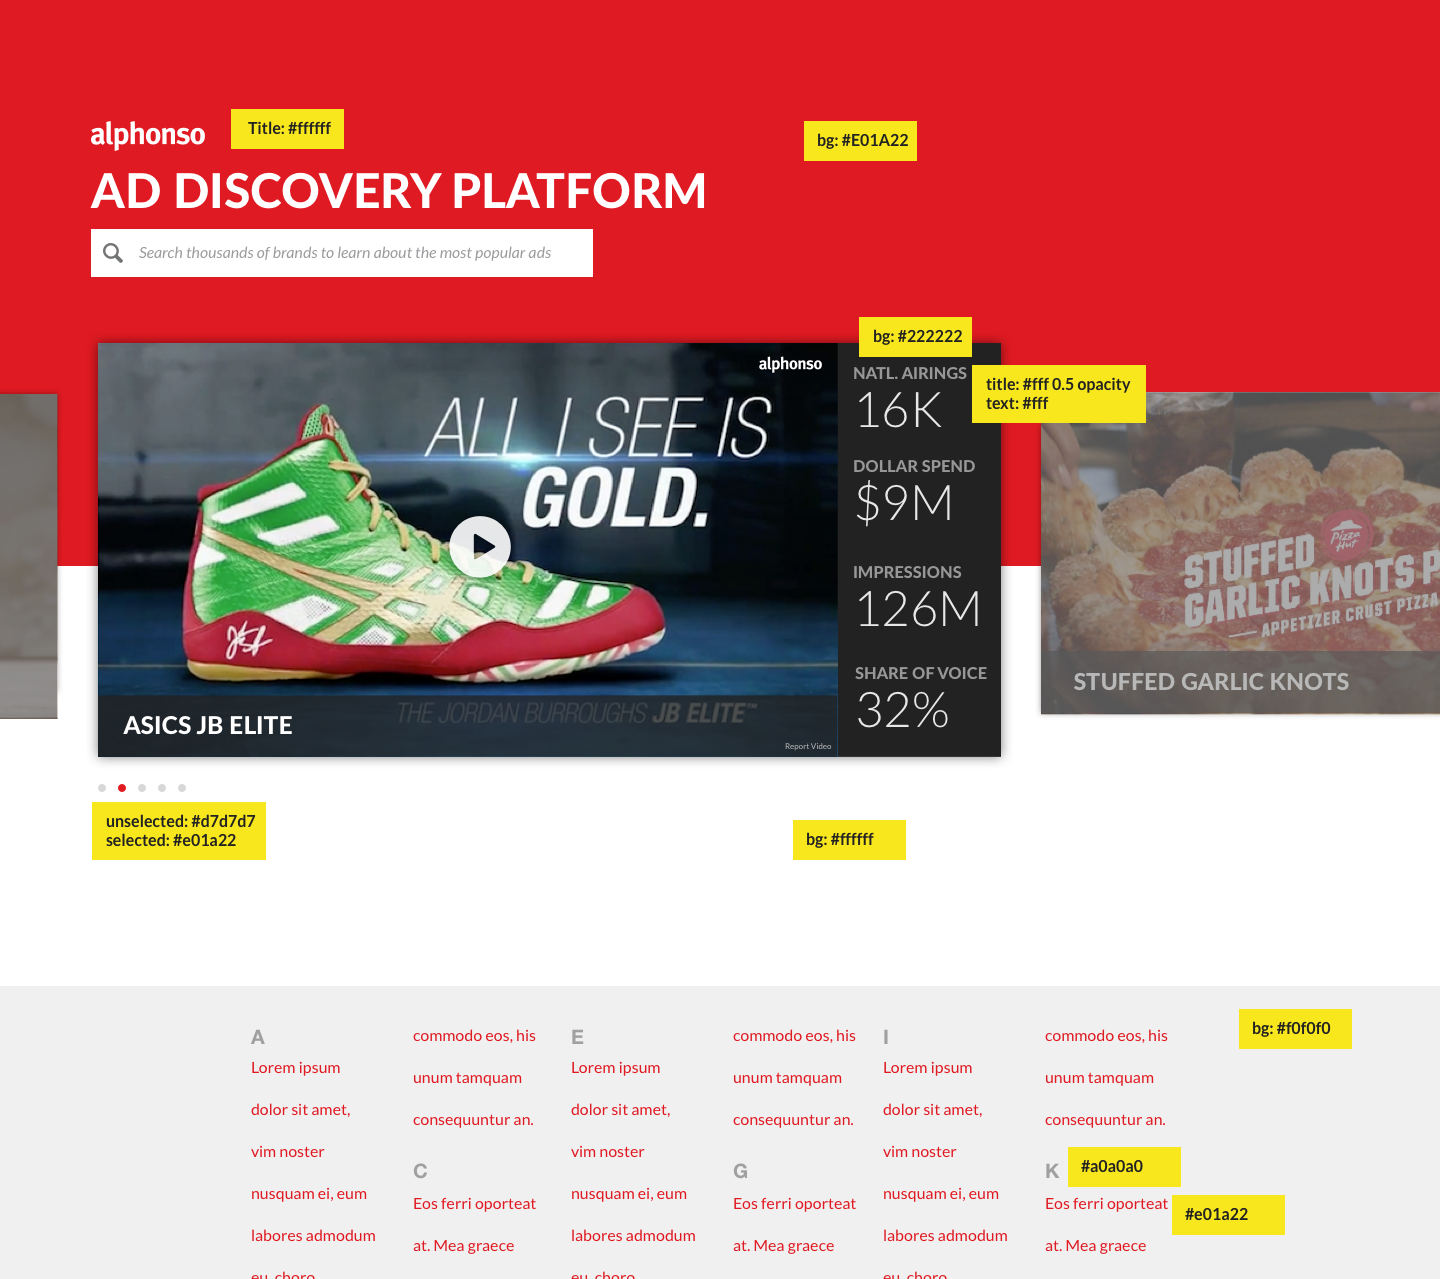 alphonso
Title: #ffffff
bg: #E01A22
AD DISCOVERY PLATFORM
Search thousands of brands to learn about the most popular ads
bg: #222222
alphonso
ALL I SEE IS
GOLD.
THE JORDAN BURROUGHS JB ELITE™
ASICS JB ELITE
Report Video
NATL. AIRINGS
16K
title: #fff 0.5 opacity
text: #fff
DOLLAR SPEND
$9M
IMPRESSIONS
126M
SHARE OF VOICE
32%
Pizza
Hut
STUFFED
GARLIC KNOTS P
APPETIZER CRUST PIZZA
STUFFED GARLIC KNOTS
unselected: #d7d7d7
selected: #e01a22
bg: #ffffff
bg: #f0f0f0
A
Lorem ipsum
dolor sit amet,
vim noster
nusquam ei, eum
labores admodum
eu, choro
commodo eos, his
unum tamquam
consequuntur an.
C
Eos ferri oporteat
at. Mea graece
E
Lorem ipsum
dolor sit amet,
vim noster
nusquam ei, eum
labores admodum
eu, choro
commodo eos, his
unum tamquam
consequuntur an.
G
Eos ferri oporteat
at. Mea graece
I
Lorem ipsum
dolor sit amet,
vim noster
nusquam ei, eum
labores admodum
eu, choro
commodo eos, his
unum tamquam
consequuntur an.
K
#a0a0a0
Eos ferri oporteat
#e01a22
at. Mea graece